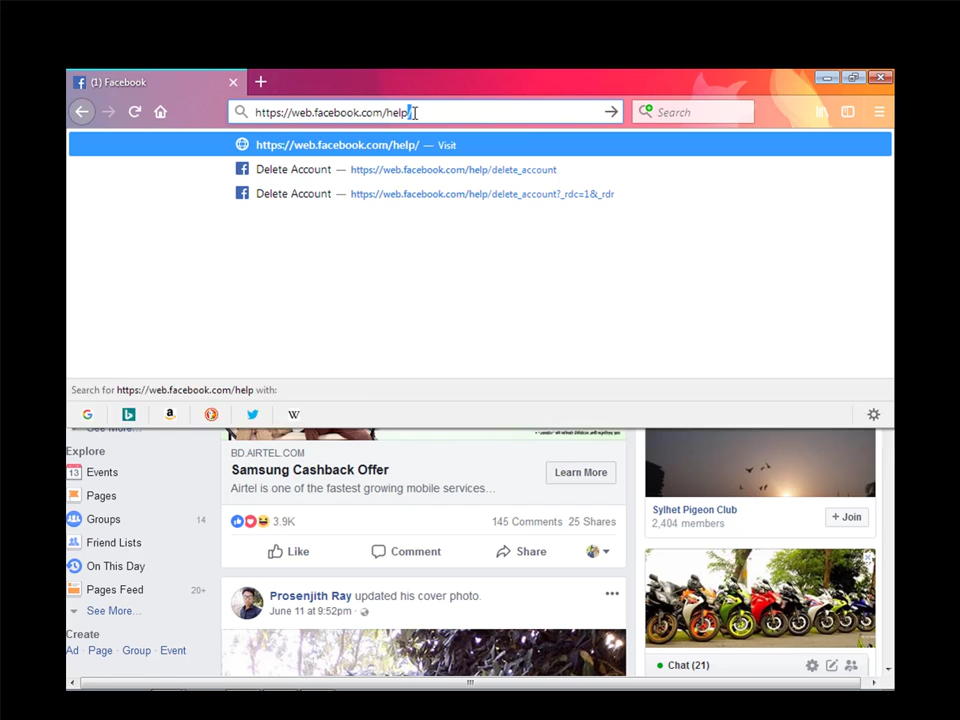 (1) Facebook
https://web.facebook.com/help/
Search
https://web.facebook.com/help/ — Visit
Delete Account — https://web.facebook.com/help/delete_account
Delete Account — https://web.facebook.com/help/delete_account?_rdc=1&_rdr
Search for https://web.facebook.com/help with:
See More...
Explore
13 Events
Pages
Groups 14
Friend Lists
On This Day
Pages Feed 20+
See More...
Create
Ad · Page · Group · Event
BD.AIRTEL.COM
Samsung Cashback Offer
Learn More
Airtel is one of the fastest growing mobile services...
3.9K 145 Comments 25 Shares
Like Comment Share
Prosenjith Ray updated his cover photo.
June 11 at 9:52pm ·
Sylhet Pigeon Club
2,404 members
+ Join
Chat (21)